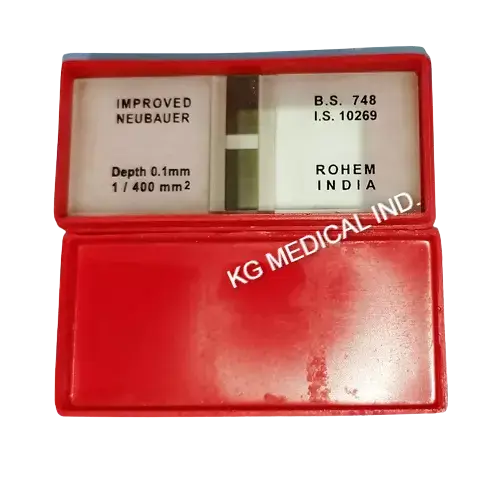 IMPROVED
NEUBAUER
Depth 0.1mm
1 / 400 mm²
B.S. 748
I.S. 10269
ROHEM
INDIA
KG MEDICAL IND.